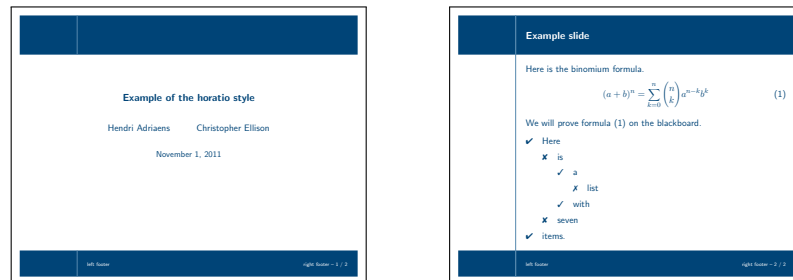 Example of the horatio style
Hendri Adriaens Christopher Ellison
November 1, 2011
left footer right footer – 1 / 2
Example slide
Here is the binomium formula.
(a + b)^n = \sum_{k=0}^{n} \binom{n}{k} a^{n-k} b^k (1)
We will prove formula (1) on the blackboard.
✔ Here
✘ is
✓ a
✗ list
✓ with
✘ seven
✔ items.
left footer right footer – 2 / 2